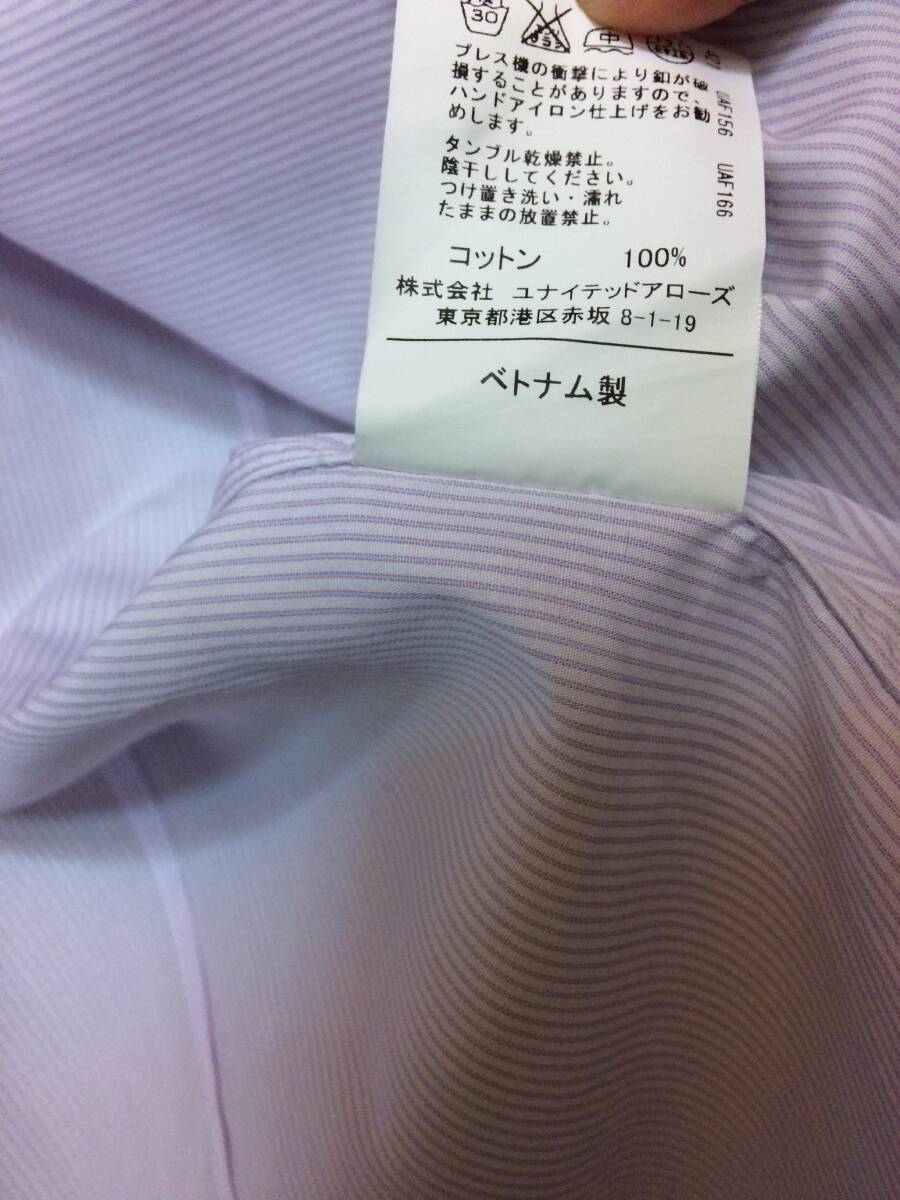 30
中
プレス機の衝撃により釦が破
損することがありますので、
ハンドアイロン仕上げをお勧
めします。
タンブル乾燥禁止。
陰干ししてください。
つけ置き洗い・濡れ
たままの放置禁止。
コットン 100%
株式会社 ユナイテッドアローズ
東京都港区赤坂 8-1-19
ベトナム製
UAF156 UAF166